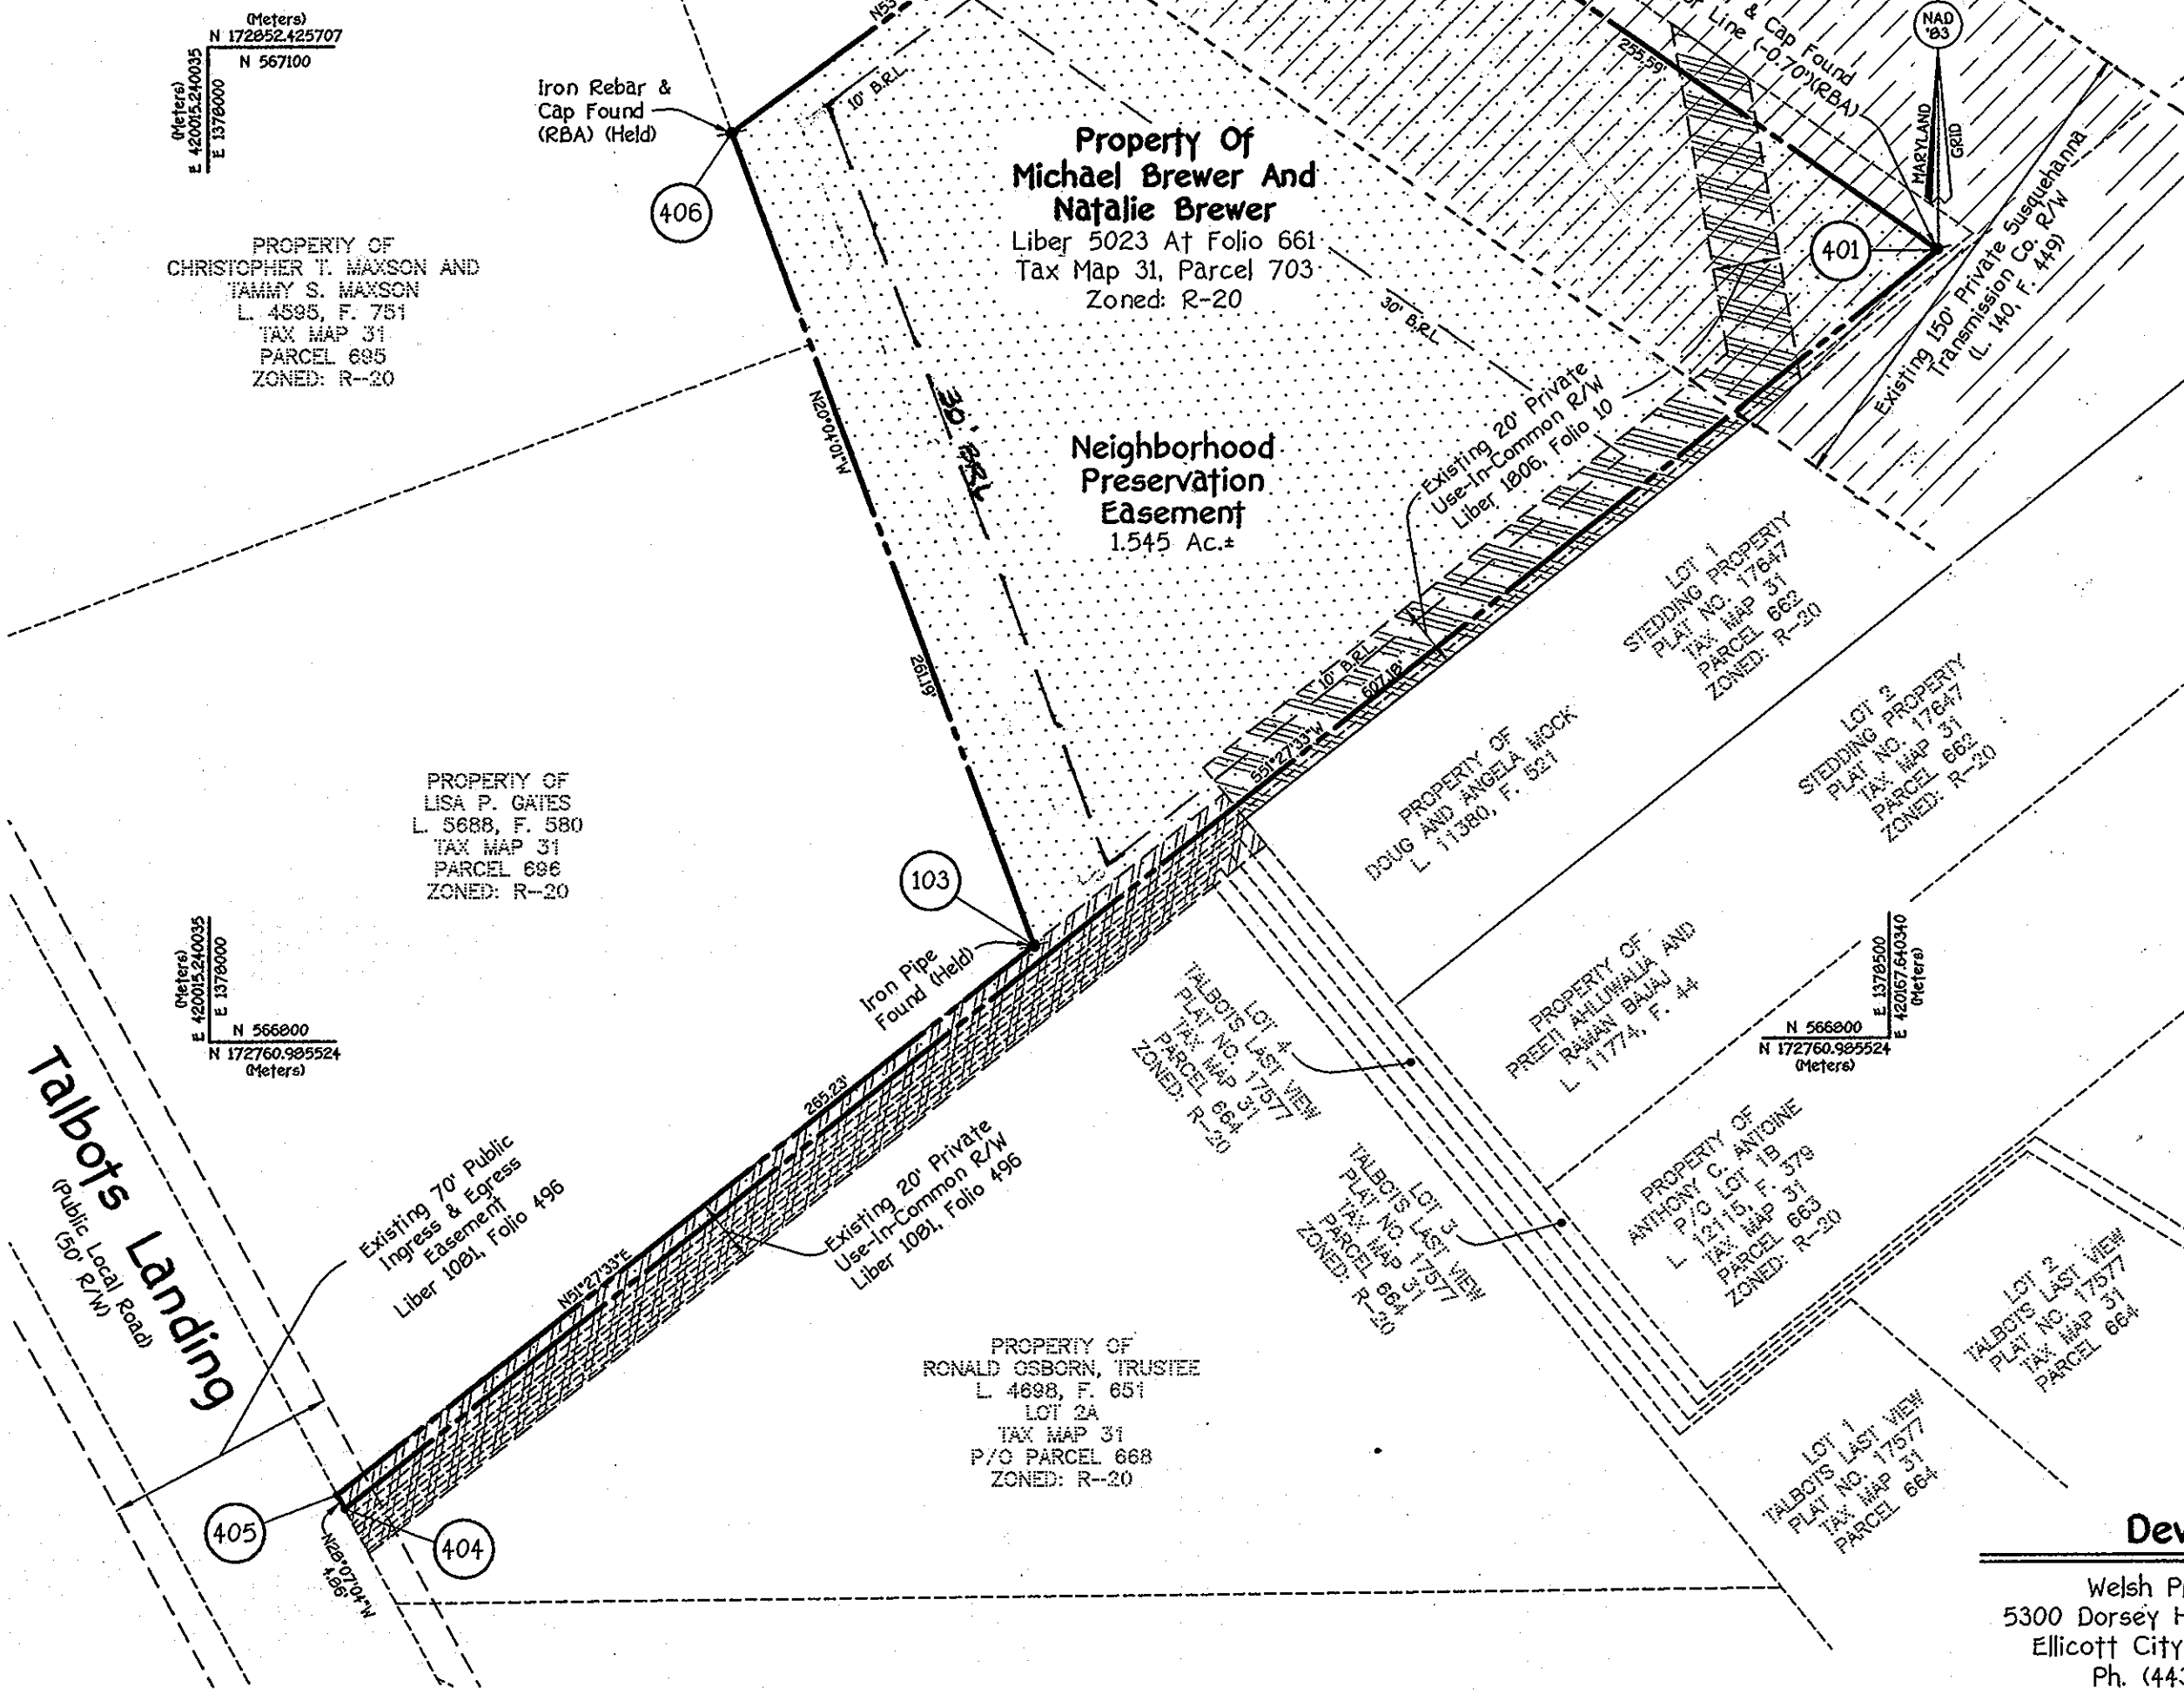 (Meters)
N 172852.425707
N 567100
(Meters)
E 420015.240035
E 1378000
Iron Rebar &
Cap Found
(RBA) (Held)
406
N53
10' B.R.L.
Property Of
Michael Brewer And
Natalie Brewer
Liber 5023 At Folio 661
Tax Map 31, Parcel 703
Zoned: R-20
255.59'
& Cap Found
Line (-0.70')(RBA)
NAD
'83
MARYLAND
GRID
401
Existing 150' Private Susquehanna
Transmission Co. R/W
(L. 140, F. 449)
PROPERTY OF
CHRISTOPHER T. MAXSON AND
TAMMY S. MAXSON
L. 4595, F. 751
TAX MAP 31
PARCEL 695
ZONED: R-20
30' B.R.L.
N20°04'01"W
261.19'
30' BRL
Neighborhood
Preservation
Easement
1.545 Ac.±
Existing 20' Private
Use-In-Common R/W
Liber 1806, Folio 10
10' B.R.L.
607.18'
S51°27'33"W
LOT 1
STEDDING PROPERTY
PLAT NO. 17647
TAX MAP 31
PARCEL 662
ZONED: R-20
LOT 2
STEDDING PROPERTY
PLAT NO. 17647
TAX MAP 31
PARCEL 662
ZONED: R-20
PROPERTY OF
DOUG AND ANGELA MOCK
L. 11380, F. 521
PROPERTY OF
LISA P. GATES
L. 5688, F. 580
TAX MAP 31
PARCEL 696
ZONED: R-20
103
Iron Pipe
Found (Held)
(Meters)
E 420015.240035
E 1378000
N 566800
N 172760.985524
(Meters)
PROPERTY OF
PREETI AHLUWALIA AND
RAMAN BAJAJ
L. 11774, F. 44
E 1378500
E 420167.640340
(Meters)
N 566800
N 172760.985524
(Meters)
LOT 4
TALBOTS LAST VIEW
PLAT NO. 17577
TAX MAP 31
PARCEL 664
ZONED: R-20
LOT 3
TALBOTS LAST VIEW
PLAT NO. 17577
TAX MAP 31
PARCEL 664
ZONED: R-20
PROPERTY OF
ANTHONY C. ANTOINE
P/O LOT 1B
L. 12115, F. 379
TAX MAP 31
PARCEL 663
ZONED: R-20
LOT 2
TALBOTS LAST VIEW
PLAT NO. 17577
TAX MAP 31
PARCEL 664
LOT 1
TALBOTS LAST VIEW
PLAT NO. 17577
TAX MAP 31
PARCEL 664
Talbots Landing
(Public Local Road)
(50' R/W)
Existing 70' Public
Ingress & Egress
Easement
Liber 1081, Folio 496
265.23'
N51°27'33"E
Existing 20' Private
Use-In-Common R/W
Liber 1081, Folio 496
PROPERTY OF
RONALD OSBORN, TRUSTEE
L. 4698, F. 651
LOT 2A
TAX MAP 31
P/O PARCEL 668
ZONED: R-20
405
404
N28°07'04"W
4.86'
Dev
Welsh P
5300 Dorsey H
Ellicott City
Ph. (443